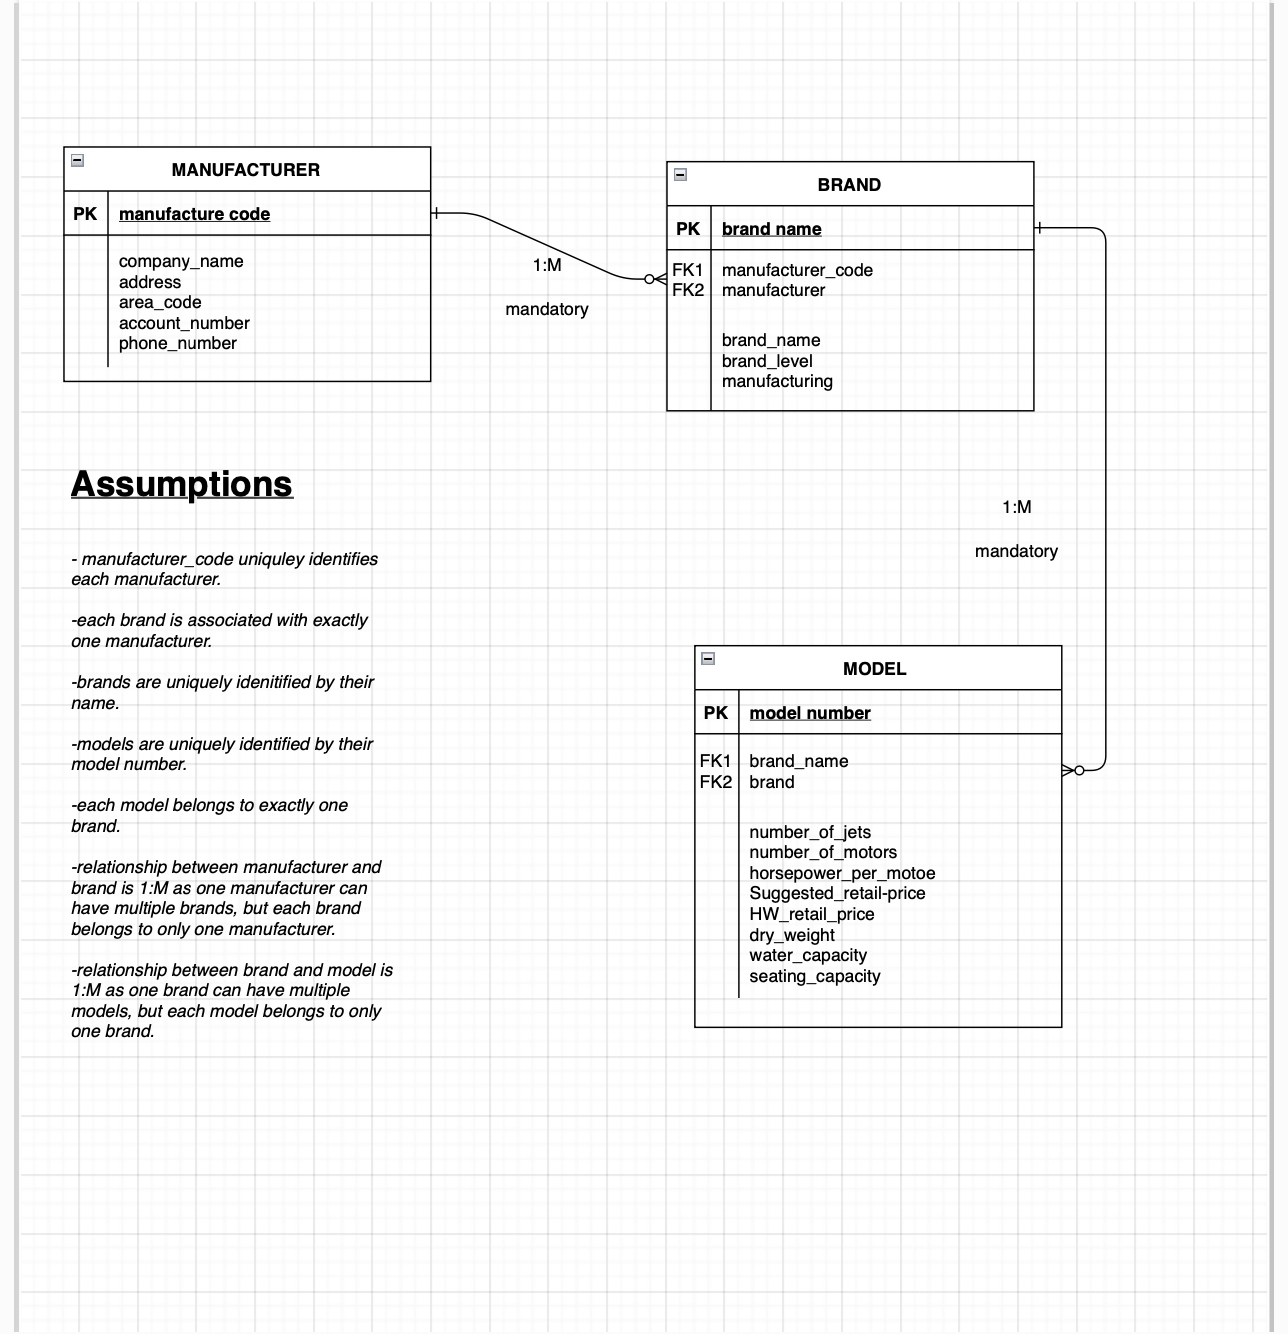 MANUFACTURER
PK manufacture code
company_name
address
area_code
account_number
phone_number
1:M
mandatory
BRAND
PK brand name
FK1 manufacturer_code
FK2 manufacturer
brand_name
brand_level
manufacturing
1:M
mandatory
Assumptions
- manufacturer_code uniquley identifies
each manufacturer.
-each brand is associated with exactly
one manufacturer.
-brands are uniquely idenitified by their
name.
-models are uniquely identified by their
model number.
-each model belongs to exactly one
brand.
-relationship between manufacturer and
brand is 1:M as one manufacturer can
have multiple brands, but each brand
belongs to only one manufacturer.
-relationship between brand and model is
1:M as one brand can have multiple
models, but each model belongs to only
one brand.
MODEL
PK model number
FK1 brand_name
FK2 brand
number_of_jets
number_of_motors
horsepower_per_motoe
Suggested_retail-price
HW_retail_price
dry_weight
water_capacity
seating_capacity